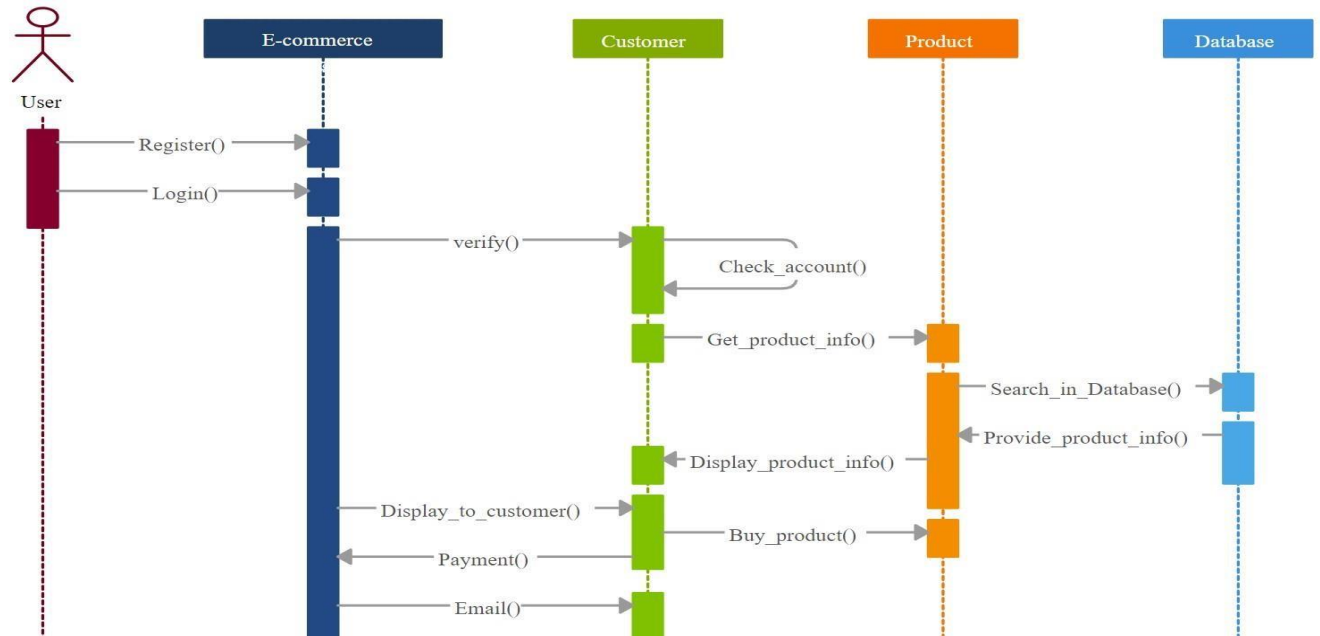 E-commerce
Customer
Product
Database
User
Register()
Login()
verify()
Check_account()
Get_product_info()
Search_in_Database()
Provide_product_info()
Display_product_info()
Display_to_customer()
Buy_product()
Payment()
Email()